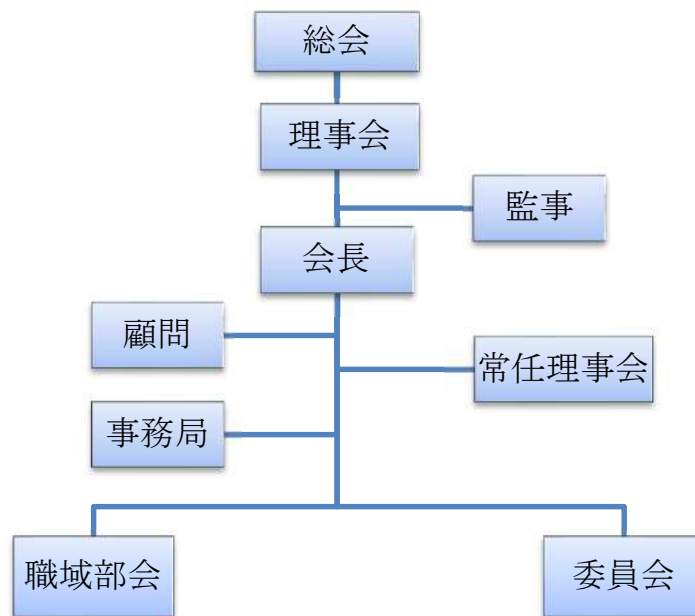 総会
理事会
監事
会長
顧問
常任理事会
事務局
職域部会
委員会